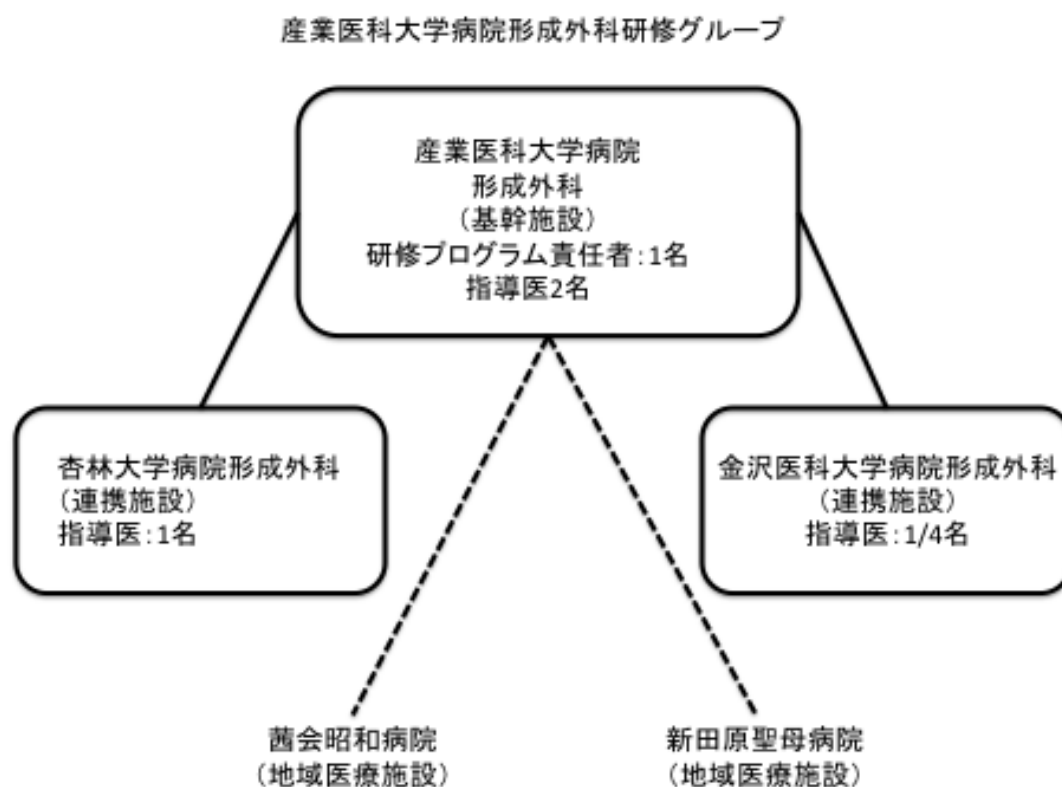 産業医科大学病院形成外科研修グループ
産業医科大学病院
形成外科
（基幹施設）
研修プログラム責任者：1名
指導医2名
杏林大学病院形成外科
（連携施設）
指導医：1名
金沢医科大学病院形成外科
（連携施設）
指導医：1/4名
茜会昭和病院
（地域医療施設）
新田原聖母病院
（地域医療施設）